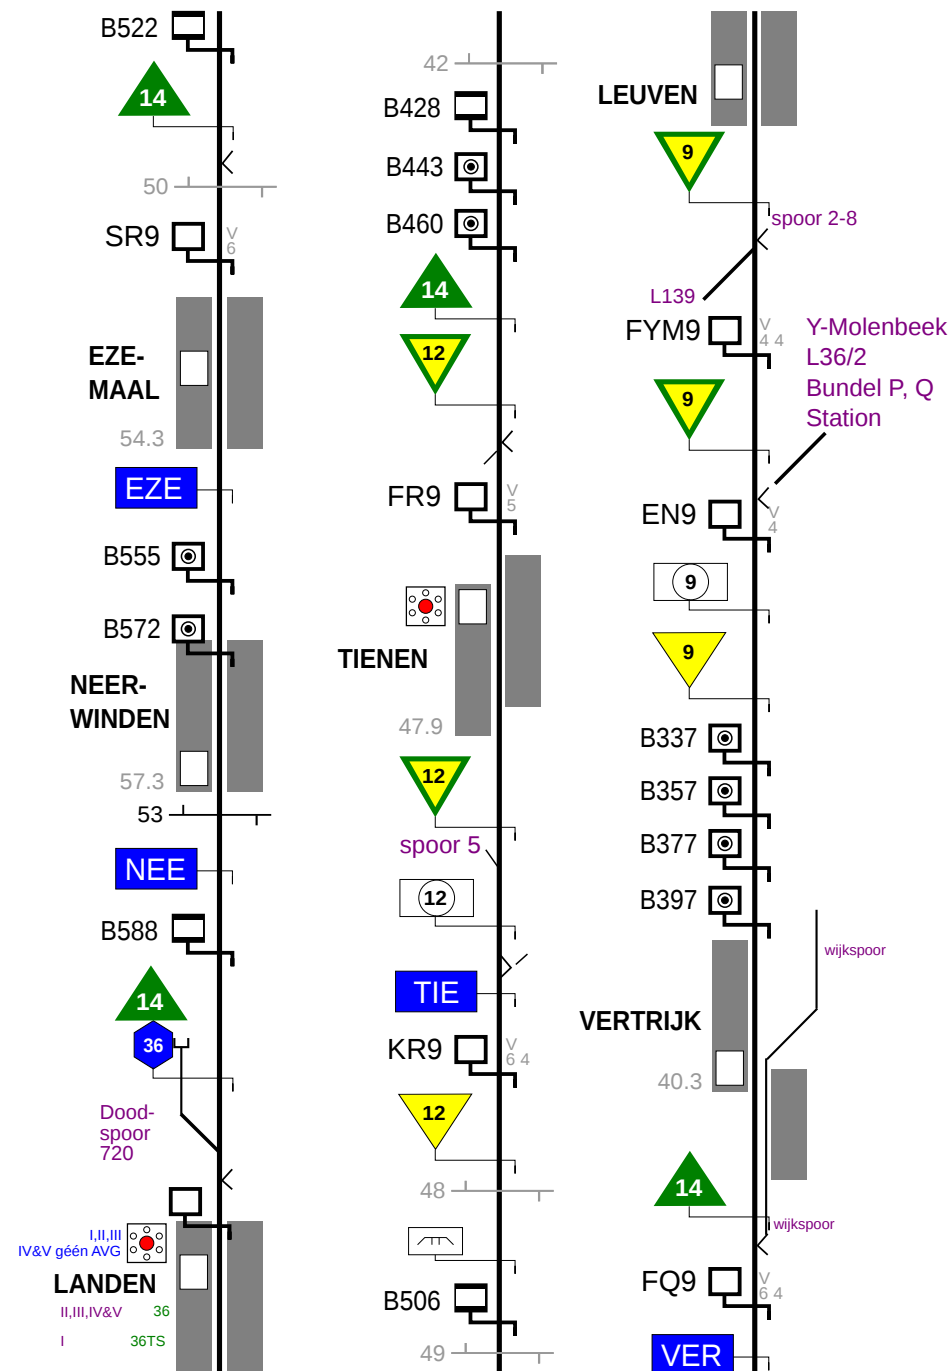 B522
14
50
SR9
V
6
EZE-
MAAL
54.3
EZE
B555
B572
NEER-
WINDEN
57.3
53
NEE
B588
14
36
Dood-
spoor
720
I,II,III
IV&V géén AVG
LANDEN
II,III,IV&V 36
I 36TS
42
B428
B443
B460
14
12
FR9
V
5
TIENEN
47.9
12
spoor 5
12
TIE
KR9
V
6 4
12
48
B506
49
LEUVEN
9
spoor 2-8
L139
FYM9
V
4 4
Y-Molenbeek
L36/2
Bundel P, Q
Station
9
EN9
V
4
9
9
B337
B357
B377
B397
wijkspoor
VERTRIJK
40.3
14
wijkspoor
FQ9
V
6 4
VER